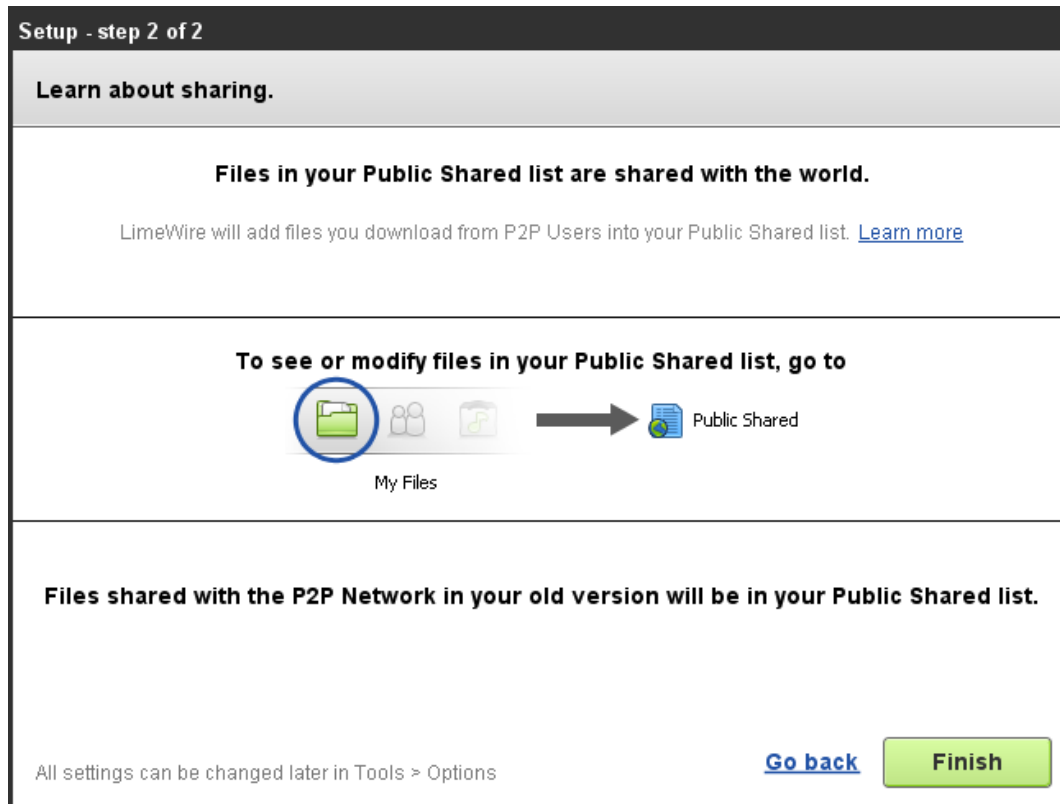 Setup - step 2 of 2
Learn about sharing.
Files in your Public Shared list are shared with the world.
LimeWire will add files you download from P2P Users into your Public Shared list. Learn more
To see or modify files in your Public Shared list, go to
Public Shared
My Files
Files shared with the P2P Network in your old version will be in your Public Shared list.
All settings can be changed later in Tools > Options
Go back
Finish